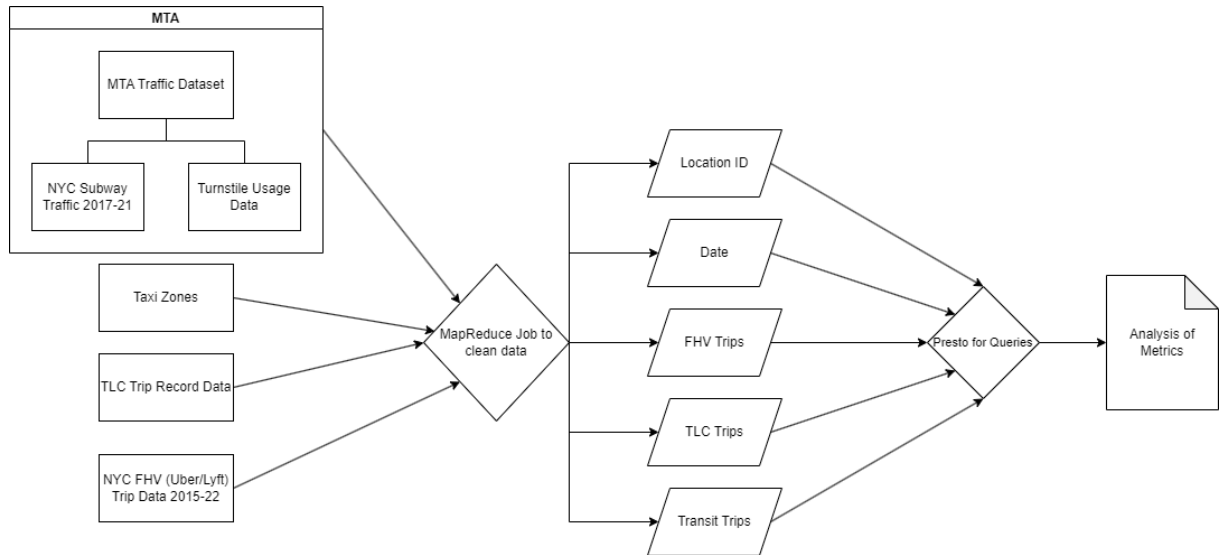 MTA
MTA Traffic Dataset
NYC Subway
Traffic 2017-21
Turnstile Usage
Data
Taxi Zones
TLC Trip Record Data
NYC FHV (Uber/Lyft)
Trip Data 2015-22
MapReduce Job to
clean data
Location ID
Date
FHV Trips
TLC Trips
Transit Trips
Presto for Queries
Analysis of
Metrics